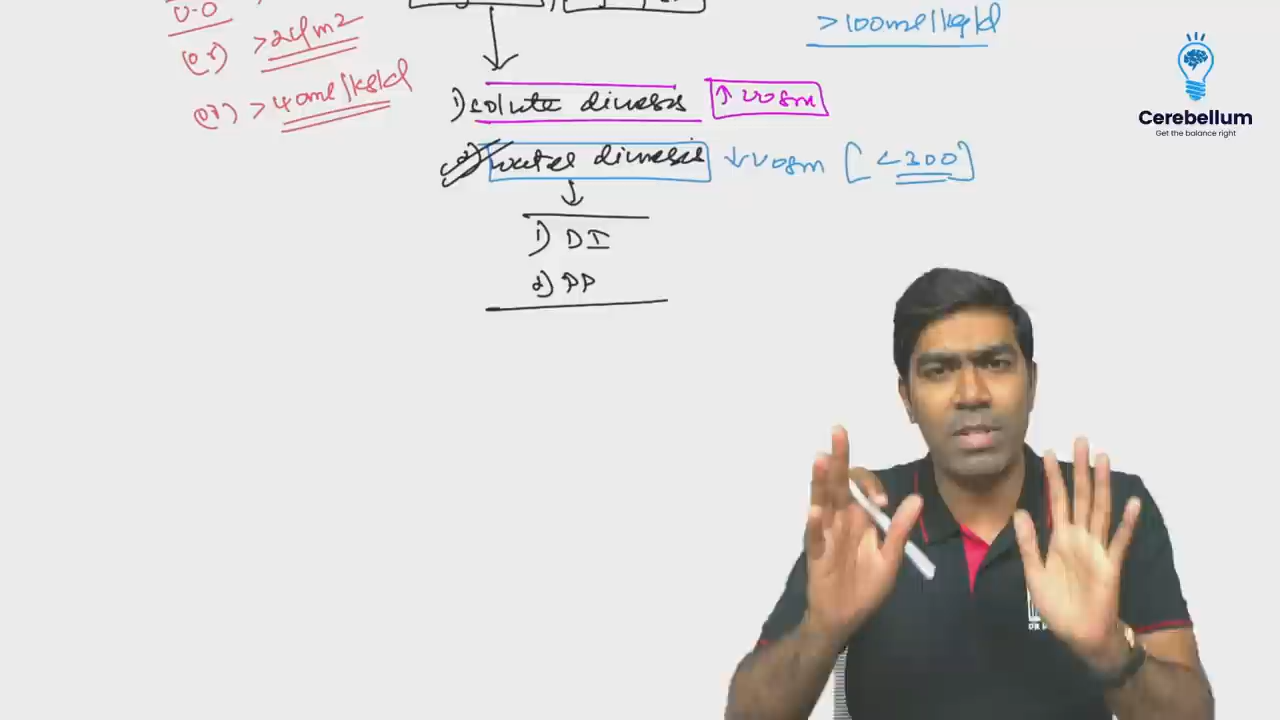 U.O
(or) >2l/m2
(or) >40ml/kg/d
>100ml/kg/d
1) solute diuresis ↑ uosm
2) water diuresis ↓ uosm [<300]
1) DI
2) PP
Cerebellum
Get the balance right